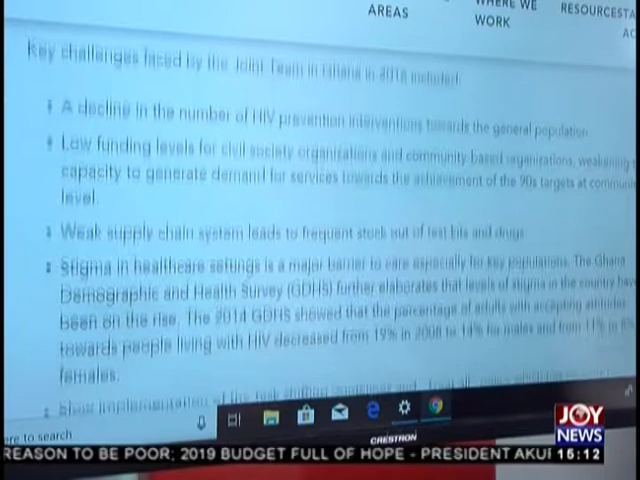 AREAS
WHERE WE
WORK
RESOURCES
Key challenges faced by the Joint Team in Ghana in 2016 included:
A decline in the number of HIV prevention interventions towards the general population.
Low funding levels for civil society organisations and community based organisations, weakening
capacity to generate demand for services towards the achievement of the 90s targets at
level.
Weak supply chain system leads to frequent stock out of test kits and drugs
Stigma in healthcare settings is a major barrier to care especially for key populations. The Ghana
Demographic and Health Survey (GDHS) further elaborates that levels of stigma in the country have
been on the rise. The 2014 GDHS showed that the percentage of adults with accepting attitudes
towards people living with HIV decreased from 19% in 2008 to 14% for males and from 11% to
females.
Slow implementation of the
ere to search
CRESTRON
JOY
NEWS
REASON TO BE POOR; 2019 BUDGET FULL OF HOPE - PRESIDENT AKUF
15:12